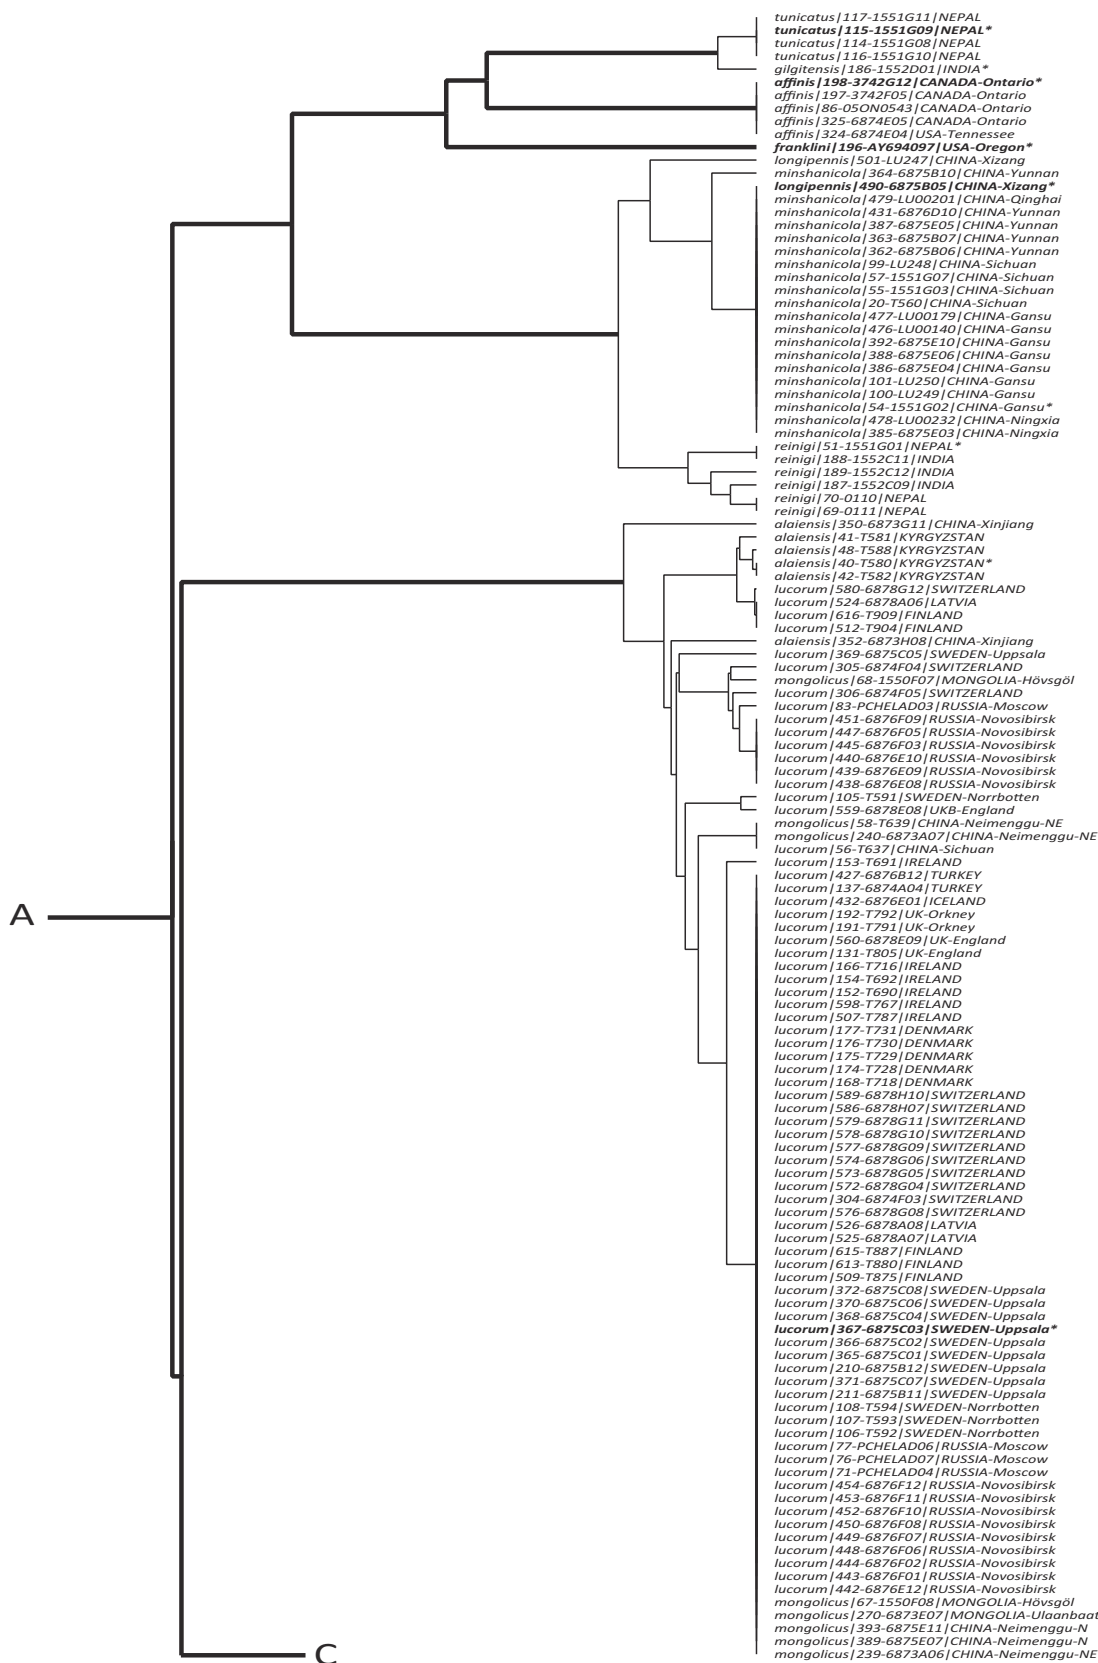 tunicatus|117-1551G11|NEPAL
tunicatus|115-1551G09|NEPAL*
tunicatus|114-1551G08|NEPAL
tunicatus|116-1551G10|NEPAL
gilgitensis|186-1552D01|INDIA*
affinis|198-3742G12|CANADA-Ontario*
affinis|197-3742F05|CANADA-Ontario
affinis|86-05ON0543|CANADA-Ontario
affinis|325-6874E05|CANADA-Ontario
affinis|324-6874E04|USA-Tennessee
franklini|196-AY694097|USA-Oregon*
longipennis|501-LU247|CHINA-Xizang
minshanicola|364-6875B10|CHINA-Yunnan
longipennis|490-6875B05|CHINA-Xizang*
minshanicola|479-LU00201|CHINA-Qinghai
minshanicola|431-6876D10|CHINA-Yunnan
minshanicola|387-6875E05|CHINA-Yunnan
minshanicola|363-6875B07|CHINA-Yunnan
minshanicola|362-6875B06|CHINA-Yunnan
minshanicola|99-LU248|CHINA-Sichuan
minshanicola|57-1551G07|CHINA-Sichuan
minshanicola|55-1551G03|CHINA-Sichuan
minshanicola|20-T560|CHINA-Sichuan
minshanicola|477-LU00179|CHINA-Gansu
minshanicola|476-LU00140|CHINA-Gansu
minshanicola|392-6875E10|CHINA-Gansu
minshanicola|388-6875E06|CHINA-Gansu
minshanicola|386-6875E04|CHINA-Gansu
minshanicola|101-LU250|CHINA-Gansu
minshanicola|100-LU249|CHINA-Gansu
minshanicola|54-1551G02|CHINA-Gansu*
minshanicola|478-LU00232|CHINA-Ningxia
minshanicola|385-6875E03|CHINA-Ningxia
reinigi|51-1551G01|NEPAL*
reinigi|188-1552C11|INDIA
reinigi|189-1552C12|INDIA
reinigi|187-1552C09|INDIA
reinigi|70-0110|NEPAL
reinigi|69-0111|NEPAL
alaiensis|350-6873G11|CHINA-Xinjiang
alaiensis|41-T581|KYRGYZSTAN
alaiensis|48-T588|KYRGYZSTAN
alaiensis|40-T580|KYRGYZSTAN*
alaiensis|42-T582|KYRGYZSTAN
lucorum|580-6878G12|SWITZERLAND
lucorum|524-6878A06|LATVIA
lucorum|616-T909|FINLAND
lucorum|512-T904|FINLAND
alaiensis|352-6873H08|CHINA-Xinjiang
lucorum|369-6875C05|SWEDEN-Uppsala
lucorum|305-6874F04|SWITZERLAND
mongolicus|68-1550F07|MONGOLIA-Hövsgöl
lucorum|306-6874F05|SWITZERLAND
lucorum|83-PCHELAD03|RUSSIA-Moscow
lucorum|451-6876F09|RUSSIA-Novosibirsk
lucorum|447-6876F05|RUSSIA-Novosibirsk
lucorum|445-6876F03|RUSSIA-Novosibirsk
lucorum|440-6876E10|RUSSIA-Novosibirsk
lucorum|439-6876E09|RUSSIA-Novosibirsk
lucorum|438-6876E08|RUSSIA-Novosibirsk
lucorum|105-T591|SWEDEN-Norrbotten
lucorum|559-6878E08|UKB-England
mongolicus|58-T639|CHINA-Neimenggu-NE
mongolicus|240-6873A07|CHINA-Neimenggu-NE
lucorum|56-T637|CHINA-Sichuan
lucorum|153-T691|IRELAND
lucorum|427-6876B12|TURKEY
lucorum|137-6874A04|TURKEY
lucorum|432-6876E01|ICELAND
A
lucorum|192-T792|UK-Orkney
lucorum|191-T791|UK-Orkney
lucorum|560-6878E09|UK-England
lucorum|131-T805|UK-England
lucorum|166-T716|IRELAND
lucorum|154-T692|IRELAND
lucorum|152-T690|IRELAND
lucorum|598-T767|IRELAND
lucorum|507-T787|IRELAND
lucorum|177-T731|DENMARK
lucorum|176-T730|DENMARK
lucorum|175-T729|DENMARK
lucorum|174-T728|DENMARK
lucorum|168-T718|DENMARK
lucorum|589-6878H10|SWITZERLAND
lucorum|586-6878H07|SWITZERLAND
lucorum|579-6878G11|SWITZERLAND
lucorum|578-6878G10|SWITZERLAND
lucorum|577-6878G09|SWITZERLAND
lucorum|574-6878G06|SWITZERLAND
lucorum|573-6878G05|SWITZERLAND
lucorum|572-6878G04|SWITZERLAND
lucorum|304-6874F03|SWITZERLAND
lucorum|576-6878G08|SWITZERLAND
lucorum|526-6878A08|LATVIA
lucorum|525-6878A07|LATVIA
lucorum|615-T887|FINLAND
lucorum|613-T880|FINLAND
lucorum|509-T875|FINLAND
lucorum|372-6875C08|SWEDEN-Uppsala
lucorum|370-6875C06|SWEDEN-Uppsala
lucorum|368-6875C04|SWEDEN-Uppsala
lucorum|367-6875C03|SWEDEN-Uppsala*
lucorum|366-6875C02|SWEDEN-Uppsala
lucorum|365-6875C01|SWEDEN-Uppsala
lucorum|210-6875B12|SWEDEN-Uppsala
lucorum|371-6875C07|SWEDEN-Uppsala
lucorum|211-6875B11|SWEDEN-Uppsala
lucorum|108-T594|SWEDEN-Norrbotten
lucorum|107-T593|SWEDEN-Norrbotten
lucorum|106-T592|SWEDEN-Norrbotten
lucorum|77-PCHELAD06|RUSSIA-Moscow
lucorum|76-PCHELAD07|RUSSIA-Moscow
lucorum|71-PCHELAD04|RUSSIA-Moscow
lucorum|454-6876F12|RUSSIA-Novosibirsk
lucorum|453-6876F11|RUSSIA-Novosibirsk
lucorum|452-6876F10|RUSSIA-Novosibirsk
lucorum|450-6876F08|RUSSIA-Novosibirsk
lucorum|449-6876F07|RUSSIA-Novosibirsk
lucorum|448-6876F06|RUSSIA-Novosibirsk
lucorum|444-6876F02|RUSSIA-Novosibirsk
lucorum|443-6876F01|RUSSIA-Novosibirsk
lucorum|442-6876E12|RUSSIA-Novosibirsk
mongolicus|67-1550F08|MONGOLIA-Hövsgöl
mongolicus|270-6873E07|MONGOLIA-Ulaanbaat
mongolicus|393-6875E11|CHINA-Neimenggu-N
mongolicus|389-6875E07|CHINA-Neimenggu-N
mongolicus|239-6873A06|CHINA-Neimenggu-NE
C